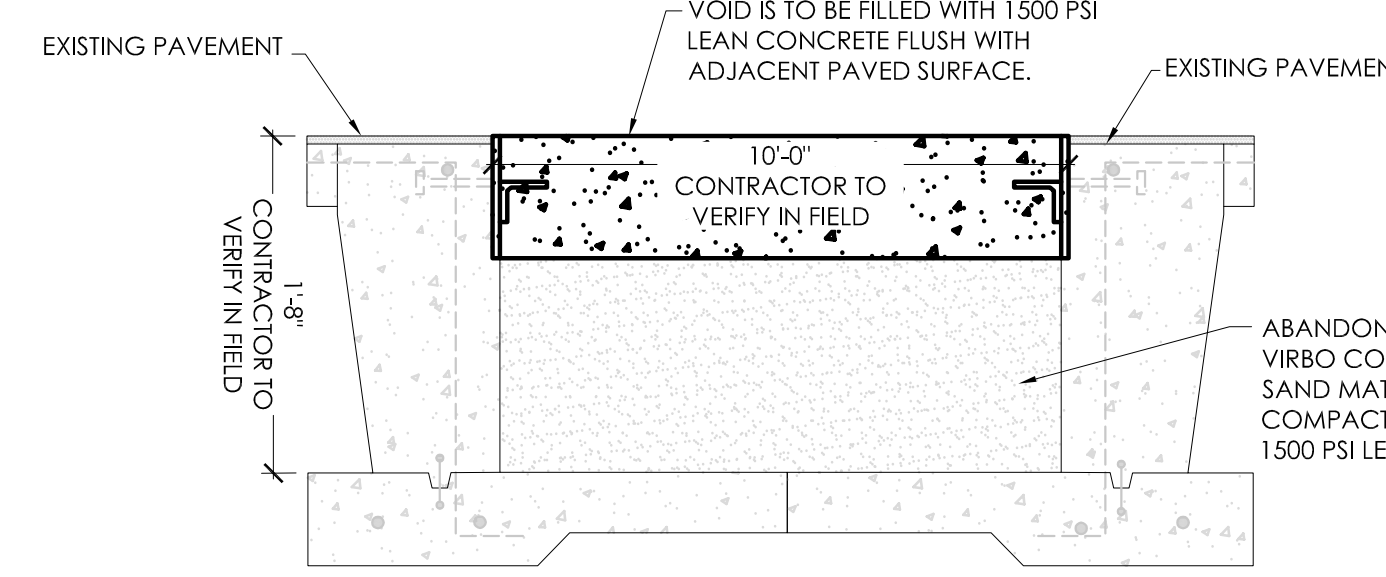 VOID IS TO BE FILLED WITH 1500 PSI
LEAN CONCRETE FLUSH WITH
ADJACENT PAVED SURFACE.
EXISTING PAVEMENT
EXISTING PAVEMEN
10'-0"
CONTRACTOR TO
VERIFY IN FIELD
1'-8"
CONTRACTOR TO
VERIFY IN FIELD
ABANDON
VIRBO CO
SAND MAT
COMPACT
1500 PSI LE